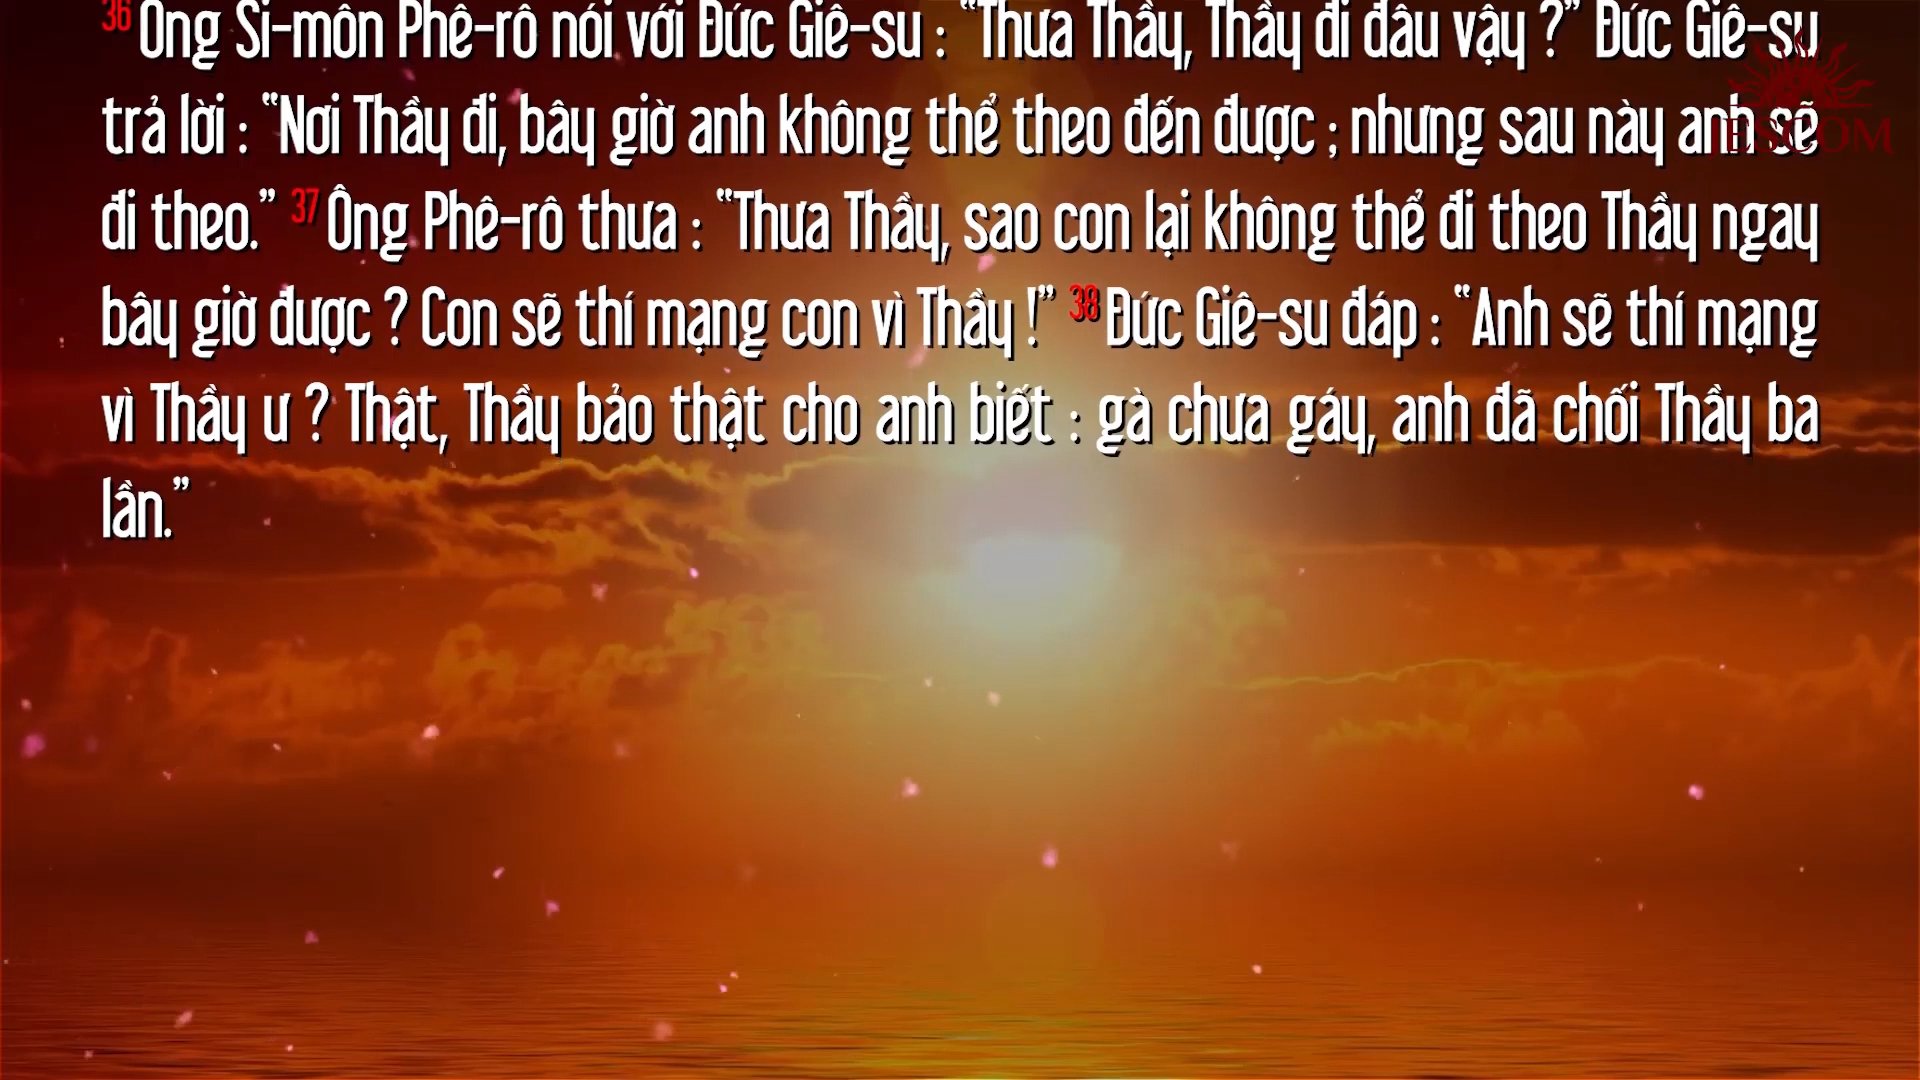 36 Ông Si-môn Phê-rô nói với Đức Giê-su : “Thưa Thầy, Thầy đi đâu vậy ?” Đức Giê-su
trả lời : “Nơi Thầy đi, bây giờ anh không thể theo đến được ; nhưng sau này anh sẽ
đi theo.” 37 Ông Phê-rô thưa : “Thưa Thầy, sao con lại không thể đi theo Thầy ngay
bây giờ được ? Con sẽ thí mạng con vì Thầy !” 38 Đức Giê-su đáp : “Anh sẽ thí mạng
vì Thầy ư ? Thật, Thầy bảo thật cho anh biết : gà chưa gáy, anh đã chối Thầy ba
lần.”
JESCOM